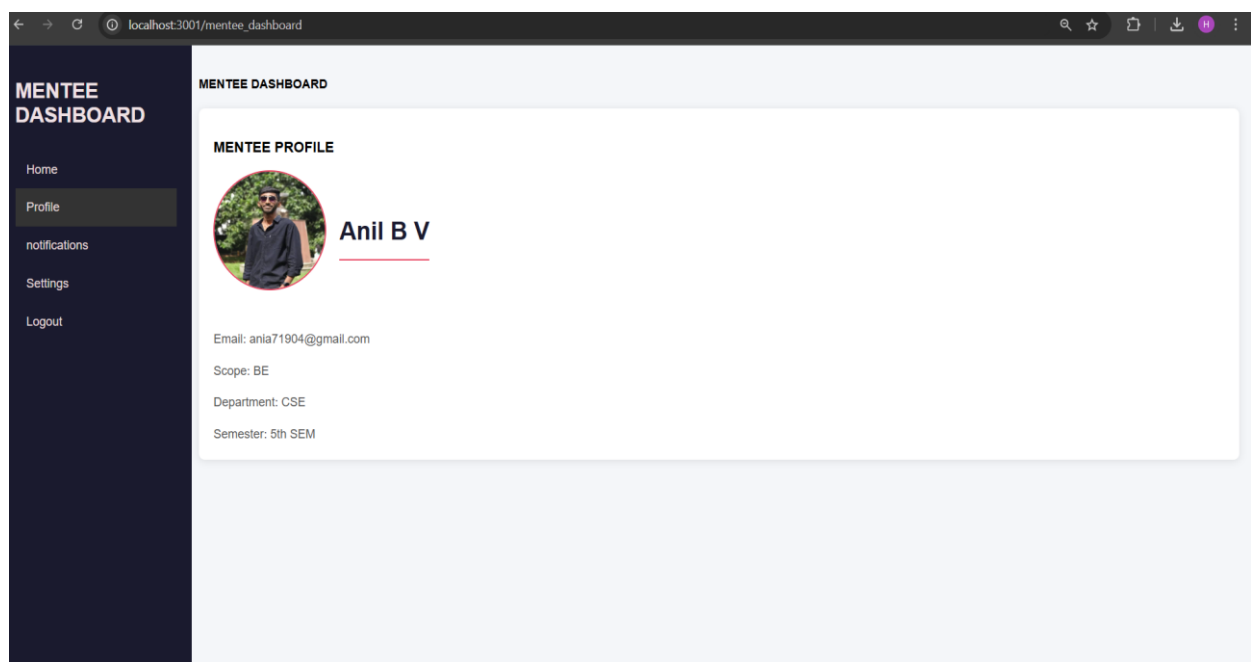 localhost:3001/mentee_dashboard
H
MENTEE
DASHBOARD
Home
Profile
notifications
Settings
Logout
MENTEE DASHBOARD
MENTEE PROFILE
Anil B V
Email: ania71904@gmail.com
Scope: BE
Department: CSE
Semester: 5th SEM